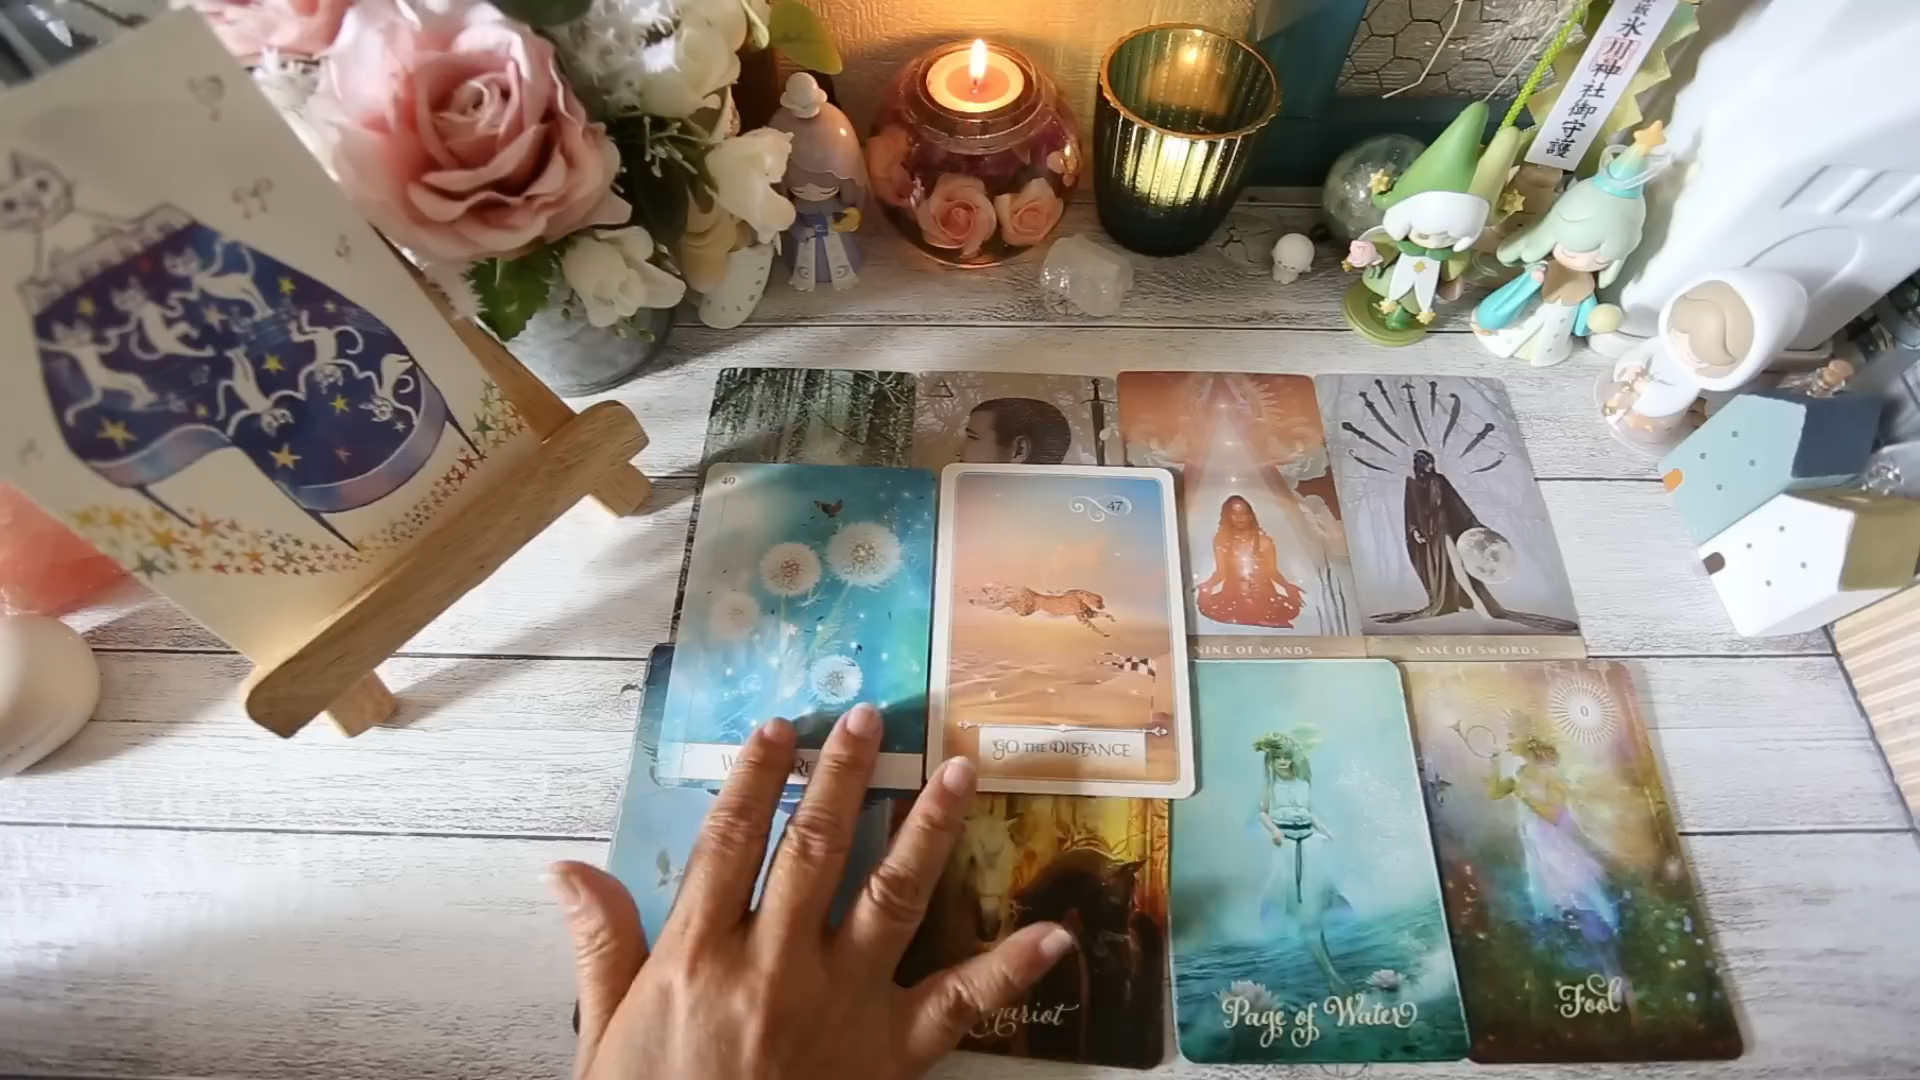 氷川神社御守護
49
47
GO THE DISTANCE
NINE OF WANDS
NINE OF SWORDS
0
Page of Water
Fool